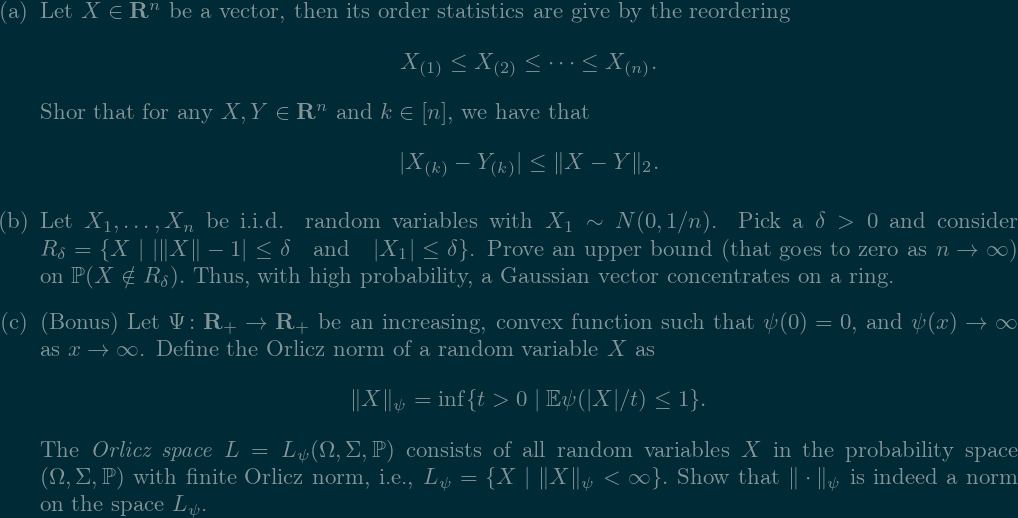 (a) Let X ∈ R^n be a vector, then its order statistics are give by the reordering
X_(1) ≤ X_(2) ≤ ⋯ ≤ X_(n).
Shor that for any X, Y ∈ R^n and k ∈ [n], we have that
|X_(k) − Y_(k)| ≤ ‖X − Y‖_2.
(b) Let X_1, . . . , X_n be i.i.d. random variables with X_1 ∼ N(0, 1/n). Pick a δ > 0 and consider
R_δ = {X | |‖X‖ − 1| ≤ δ and |X_1| ≤ δ}. Prove an upper bound (that goes to zero as n → ∞)
on ℙ(X ∉ R_δ). Thus, with high probability, a Gaussian vector concentrates on a ring.
(c) (Bonus) Let Ψ: R_+ → R_+ be an increasing, convex function such that ψ(0) = 0, and ψ(x) → ∞
as x → ∞. Define the Orlicz norm of a random variable X as
‖X‖_ψ = inf{t > 0 | 𝔼ψ(|X|/t) ≤ 1}.
The Orlicz space L = L_ψ(Ω, Σ, ℙ) consists of all random variables X in the probability space
(Ω, Σ, ℙ) with finite Orlicz norm, i.e., L_ψ = {X | ‖X‖_ψ < ∞}. Show that ‖ · ‖_ψ is indeed a norm
on the space L_ψ.